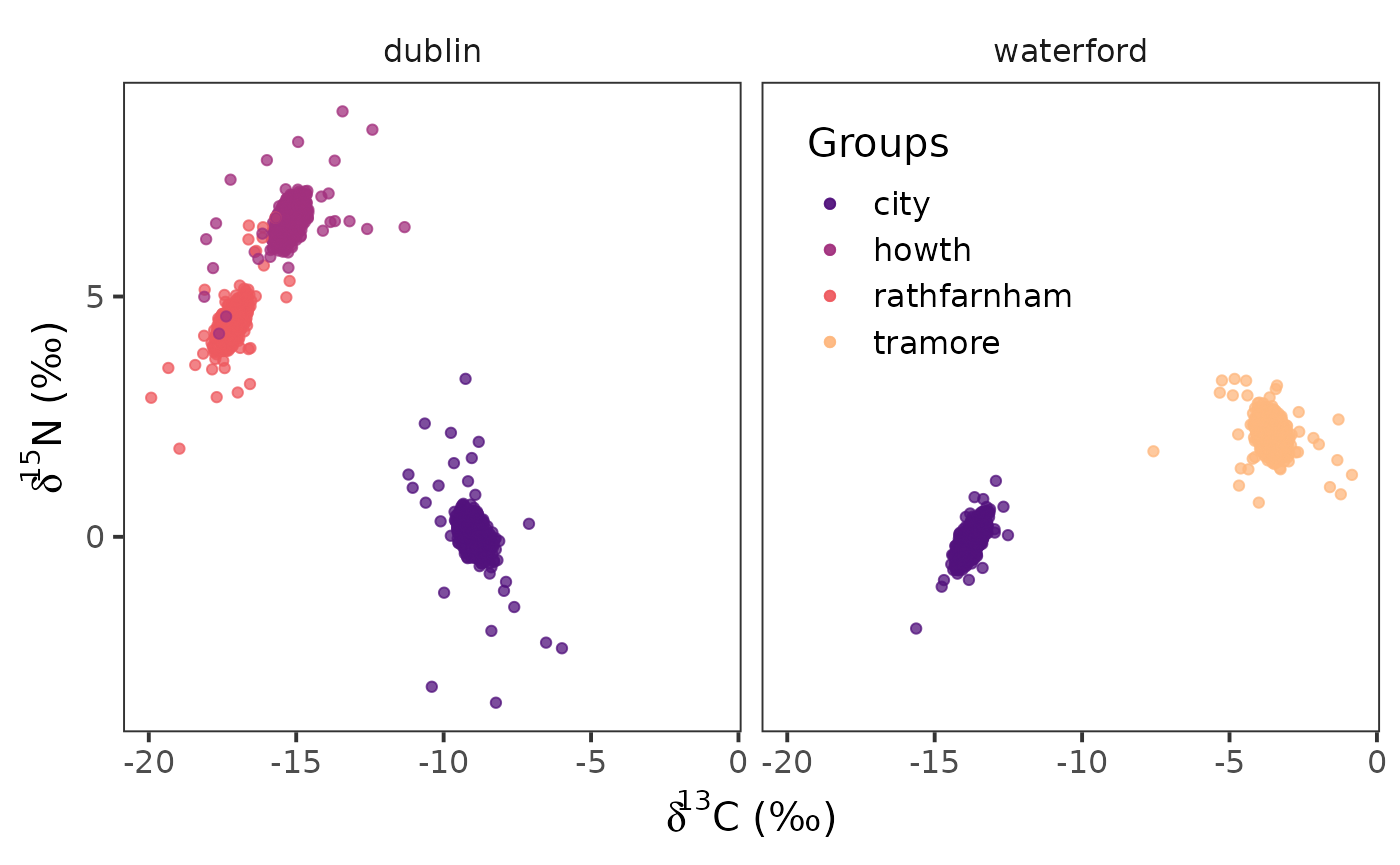 dublin
waterford
Groups
city
howth
rathfarnham
tramore
5
0
δ¹⁵N (‰)
-20 -15 -10 -5 0
-20 -15 -10 -5 0
δ¹³C (‰)